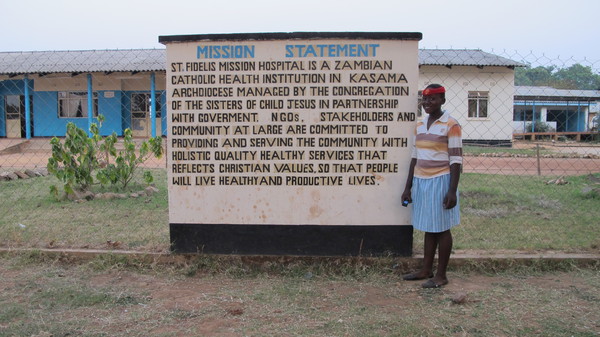 MISSION STATEMENT
ST. FIDELIS MISSION HOSPITAL IS A ZAMBIAN
CATHOLIC HEALTH INSTITUTION IN KASAMA
ARCHDIOCESE MANAGED BY THE CONGREGATION
OF THE SISTERS OF CHILD JESUS IN PARTNERSHIP
WITH GOVERMENT. NGOS. STAKEHOLDERS AND
COMMUNITY AT LARGE ARE COMMITTED TO
PROVIDING AND SERVING THE COMMUNITY WITH
HOLISTIC QUALITY HEALTHY SERVICES THAT
REFLECTS CHRISTIAN VALUES, SO THAT PEOPLE
WILL LIVE HEALTHY AND PRODUCTIVE LIVES.